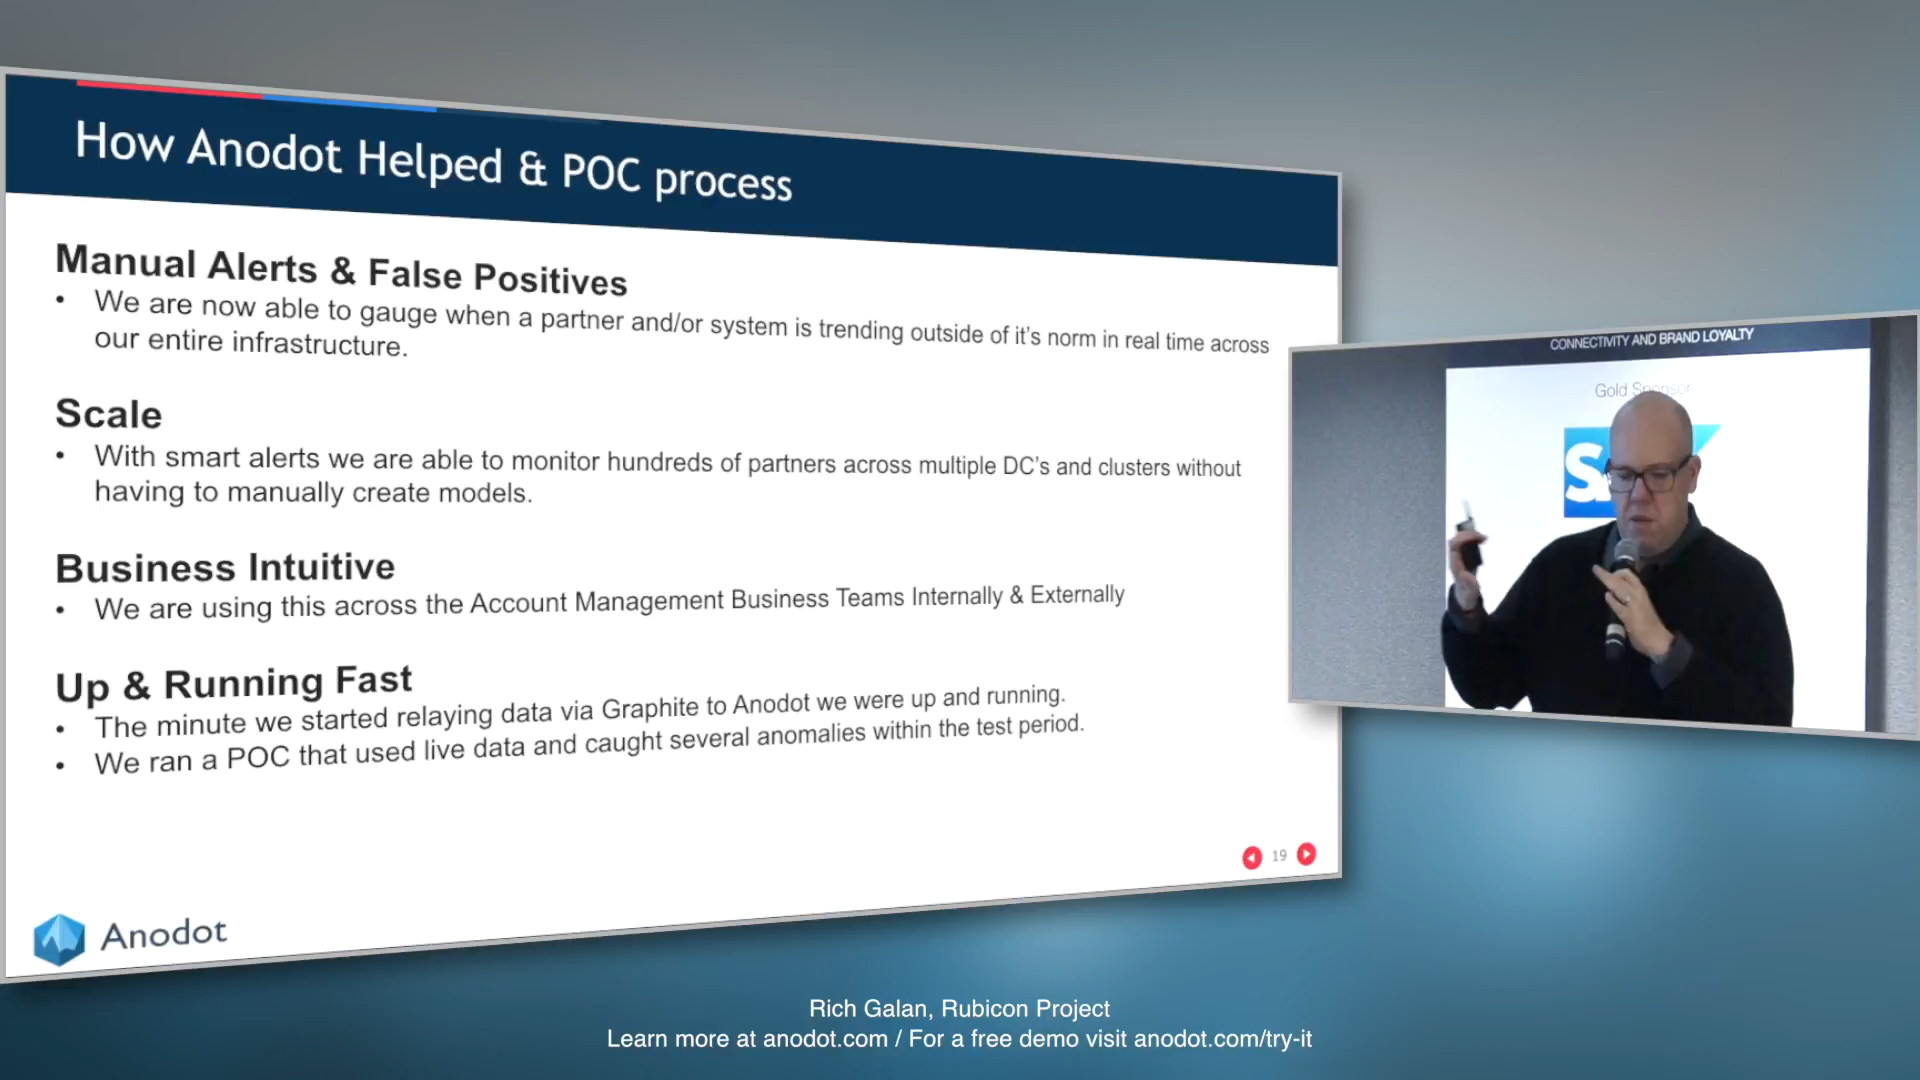 How Anodot Helped & POC process
Manual Alerts & False Positives
• We are now able to gauge when a partner and/or system is trending outside of it's norm in real time across
our entire infrastructure.
Scale
• With smart alerts we are able to monitor hundreds of partners across multiple DC's and clusters without
having to manually create models.
Business Intuitive
• We are using this across the Account Management Business Teams Internally & Externally
Up & Running Fast
• The minute we started relaying data via Graphite to Anodot we were up and running.
• We ran a POC that used live data and caught several anomalies within the test period.
19
Anodot
CONNECTIVITY AND BRAND LOYALTY
Gold Sponsor
Rich Galan, Rubicon Project
Learn more at anodot.com / For a free demo visit anodot.com/try-it